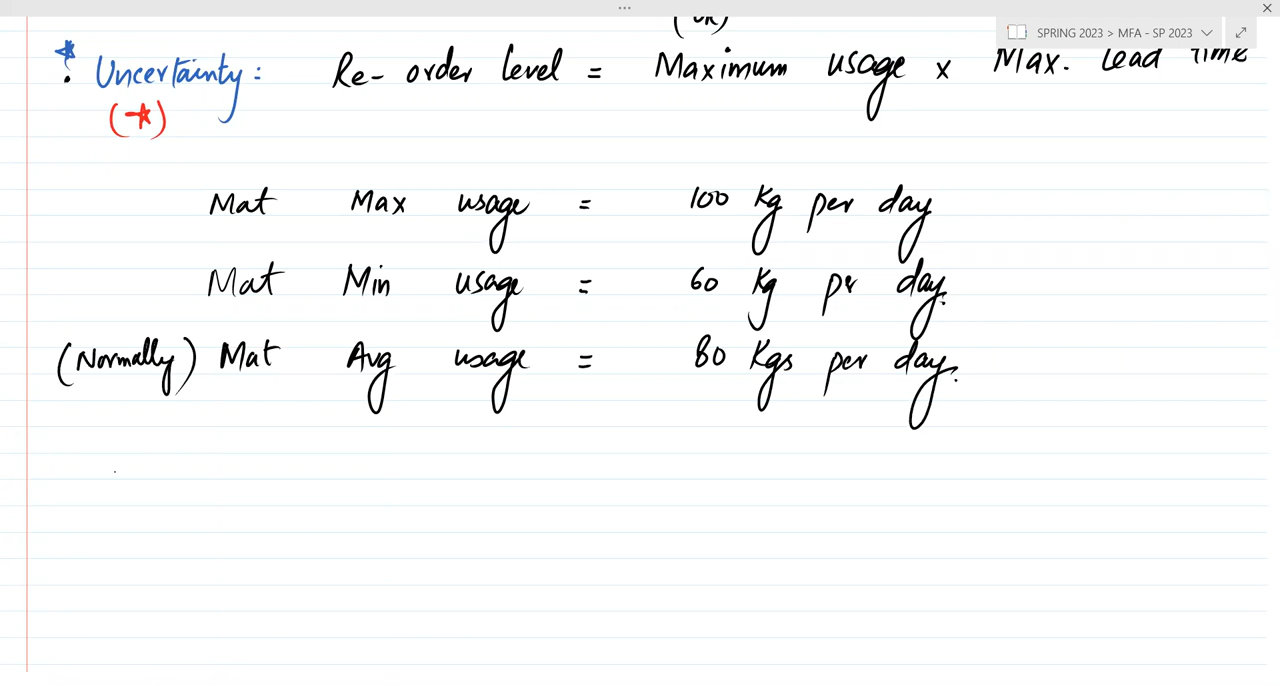 (OR)
SPRING 2023 > MFA - SP 2023
* Uncertainty: Re-order level = Maximum usage x Max. Lead time
(*)
Mat Max usage = 100 Kg per day
Mat Min usage = 60 Kg per day.
(Normally) Mat Avg usage = 80 Kgs per day.